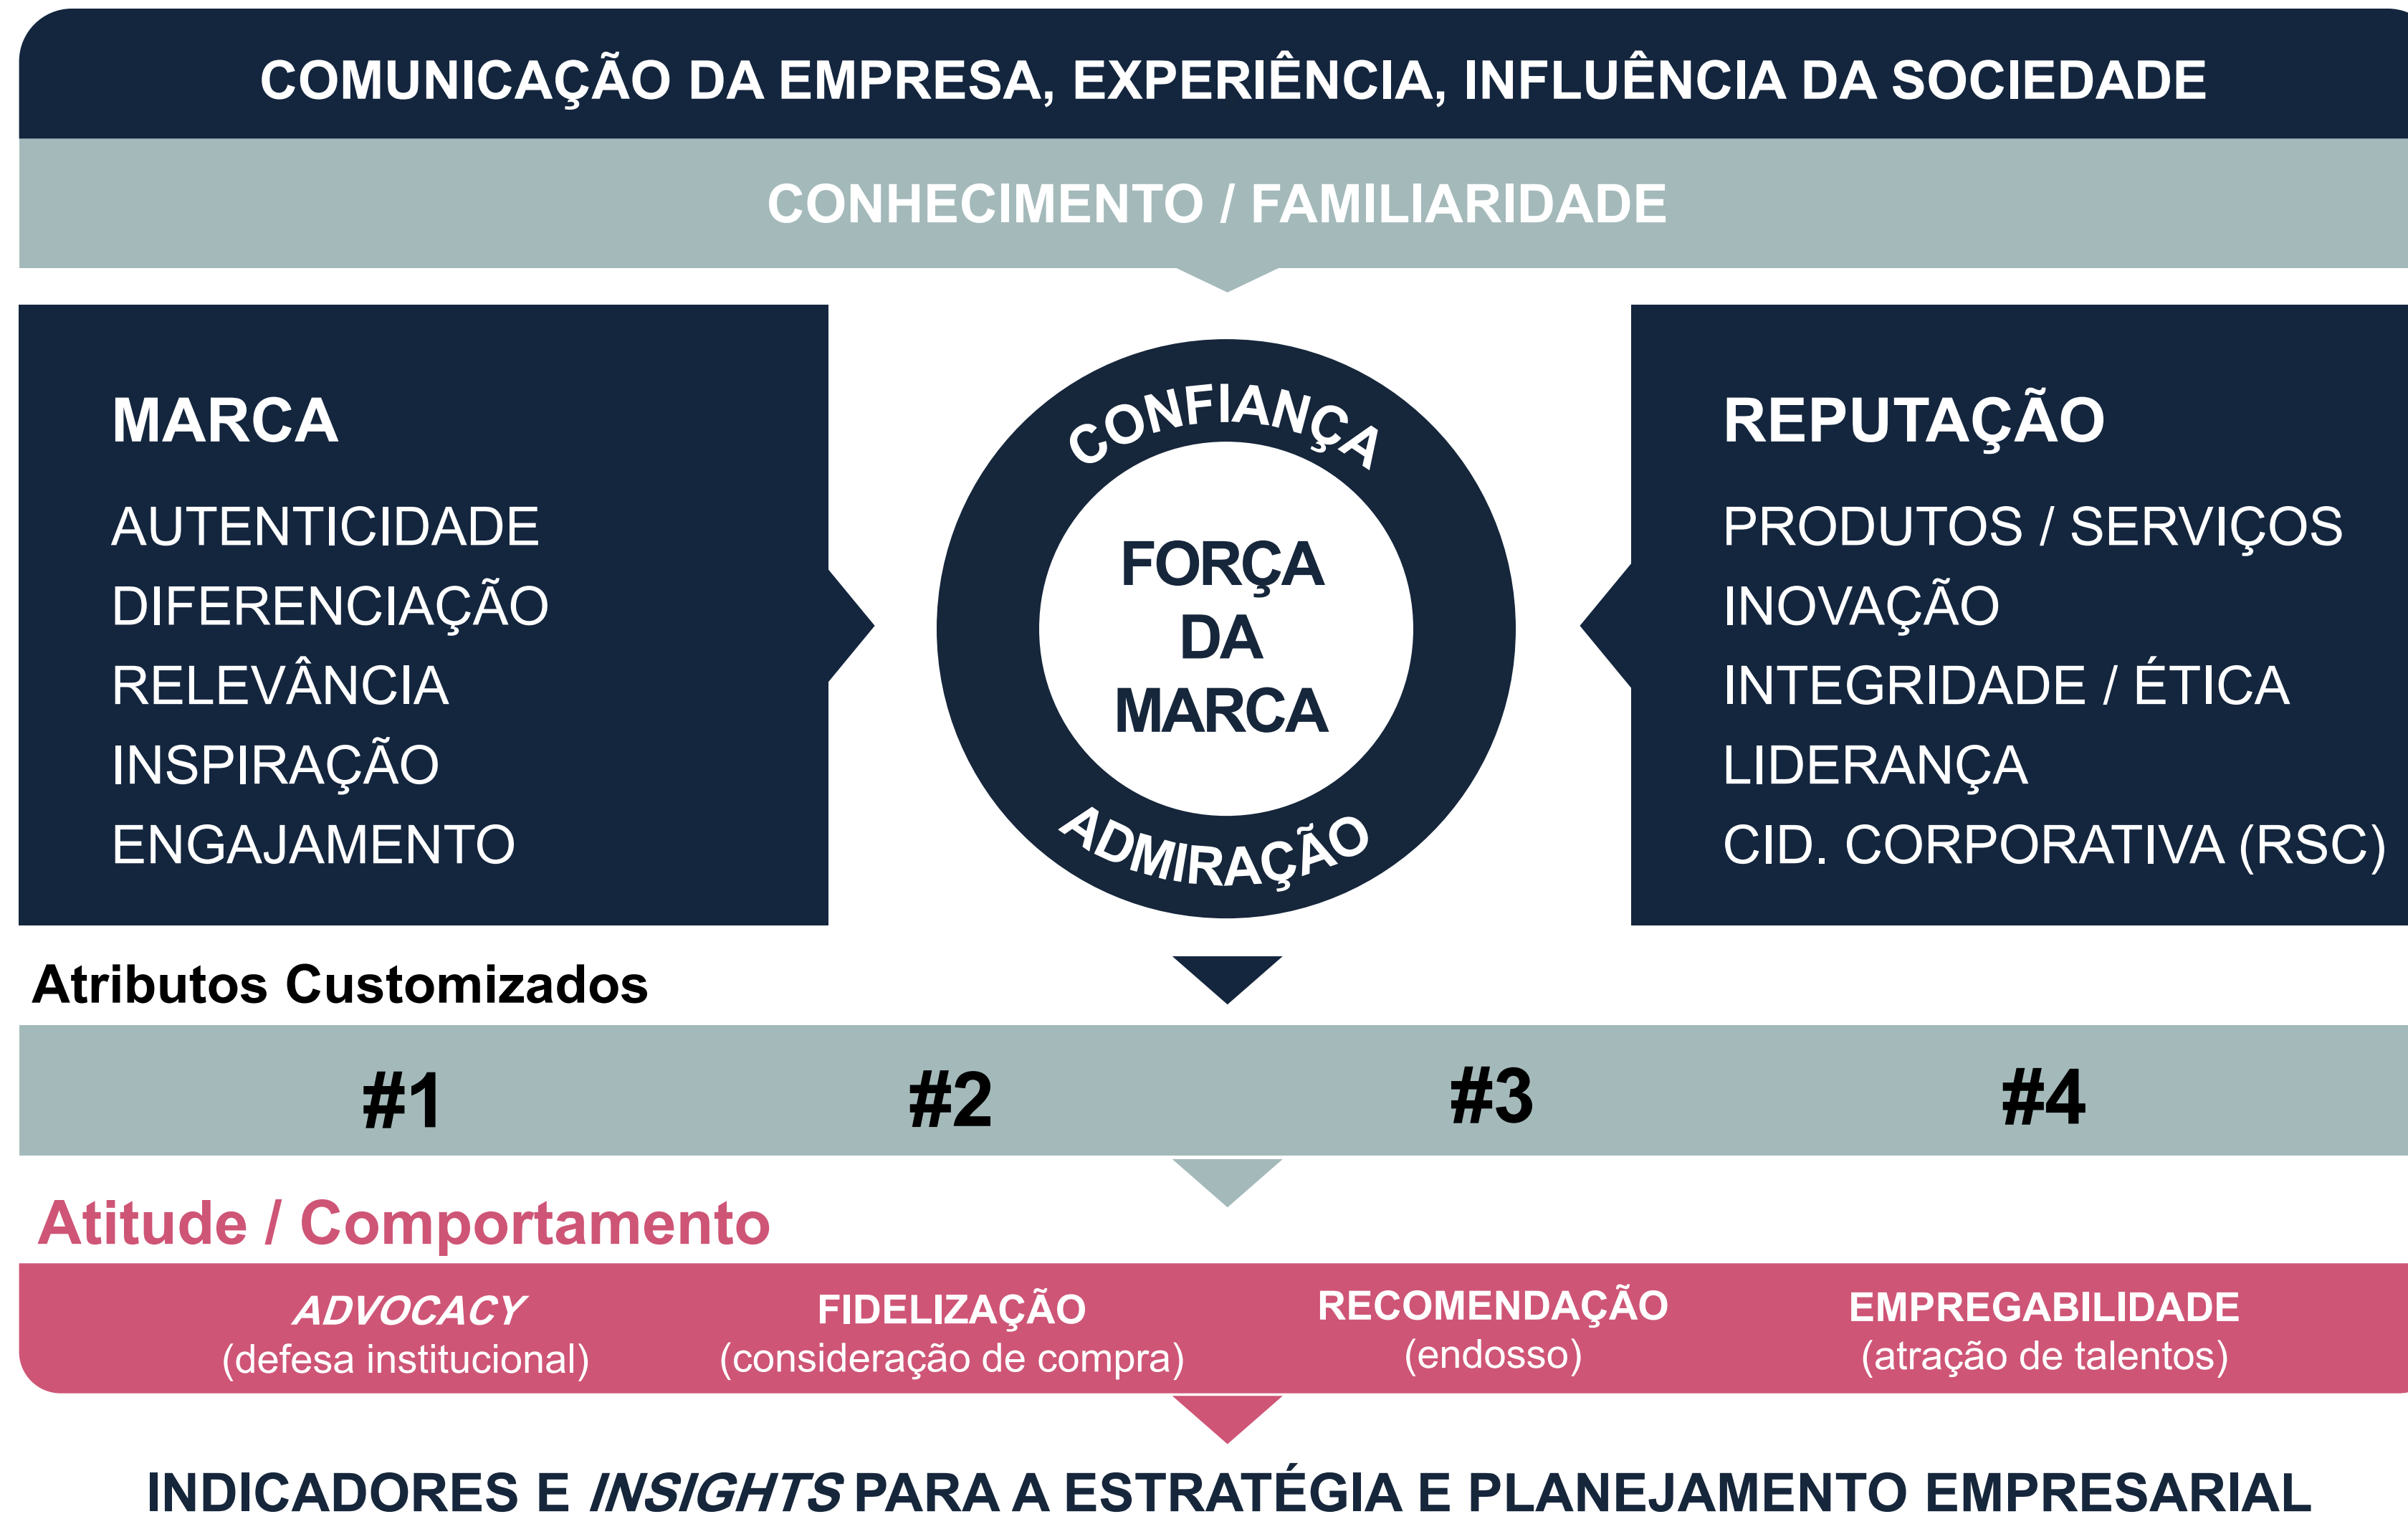 COMUNICAÇÃO DA EMPRESA, EXPERIÊNCIA, INFLUÊNCIA DA SOCIEDADE
CONHECIMENTO / FAMILIARIDADE
MARCA
AUTENTICIDADE
DIFERENCIAÇÃO
RELEVÂNCIA
INSPIRAÇÃO
ENGAJAMENTO
CONFIANÇA
FORÇA
DA
MARCA
ADMIRAÇÃO
REPUTAÇÃO
PRODUTOS / SERVIÇOS
INOVAÇÃO
INTEGRIDADE / ÉTICA
LIDERANÇA
CID. CORPORATIVA (RSC)
Atributos Customizados
#1 #2 #3 #4
Atitude / Comportamento
ADVOCACY
(defesa institucional)
FIDELIZAÇÃO
(consideração de compra)
RECOMENDAÇÃO
(endosso)
EMPREGABILIDADE
(atração de talentos)
INDICADORES E INSIGHTS PARA A ESTRATÉGIA E PLANEJAMENTO EMPRESARIAL